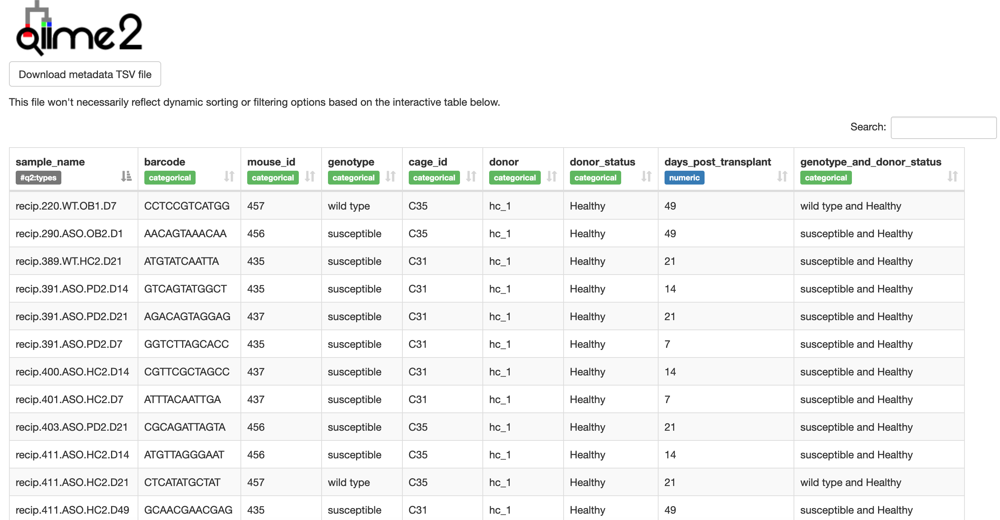 qiime2
Download metadata TSV file
This file won't necessarily reflect dynamic sorting or filtering options based on the interactive table below.
Search:
sample_name barcode mouse_id genotype cage_id donor donor_status days_post_transplant genotype_and_donor_status
#q2:types categorical categorical categorical categorical categorical categorical numeric categorical
recip.220.WT.OB1.D7 CCTCCGTCATGG 457 wild type C35 hc_1 Healthy 49 wild type and Healthy
recip.290.ASO.OB2.D1 AACAGTAAACAA 456 susceptible C35 hc_1 Healthy 49 susceptible and Healthy
recip.389.WT.HC2.D21 ATGTATCAATTA 435 susceptible C31 hc_1 Healthy 21 susceptible and Healthy
recip.391.ASO.PD2.D14 GTCAGTATGGCT 435 susceptible C31 hc_1 Healthy 14 susceptible and Healthy
recip.391.ASO.PD2.D21 AGACAGTAGGAG 437 susceptible C31 hc_1 Healthy 21 susceptible and Healthy
recip.391.ASO.PD2.D7 GGTCTTAGCACC 435 susceptible C31 hc_1 Healthy 7 susceptible and Healthy
recip.400.ASO.HC2.D14 CGTTCGCTAGCC 437 susceptible C31 hc_1 Healthy 14 susceptible and Healthy
recip.401.ASO.HC2.D7 ATTTACAATTGA 437 susceptible C31 hc_1 Healthy 7 susceptible and Healthy
recip.403.ASO.PD2.D21 CGCAGATTAGTA 456 susceptible C35 hc_1 Healthy 21 susceptible and Healthy
recip.411.ASO.HC2.D14 ATGTTAGGGAAT 456 susceptible C35 hc_1 Healthy 14 susceptible and Healthy
recip.411.ASO.HC2.D21 CTCATATGCTAT 457 wild type C35 hc_1 Healthy 21 wild type and Healthy
recip.411.ASO.HC2.D49 GCAACGAACGAG 435 susceptible C31 hc_1 Healthy 49 susceptible and Healthy